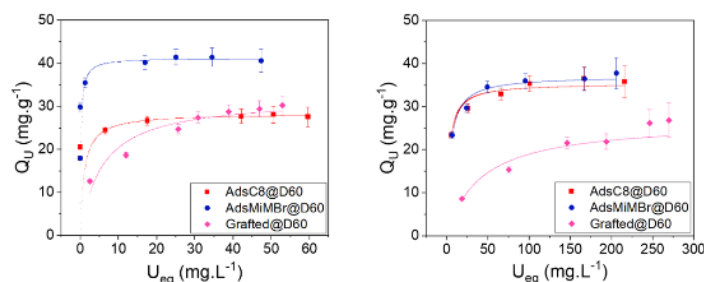 50
40
30
20
10
0
Q_U (mg.g⁻¹)
AdsC8@D60
AdsMiMBr@D60
Grafted@D60
0 10 20 30 40 50 60
U_eq (mg.L⁻¹)
50
40
30
20
10
0
Q_U (mg.g⁻¹)
AdsC8@D60
AdsMiMBr@D60
Grafted@D60
0 50 100 150 200 250 300
U_eq (mg.L⁻¹)